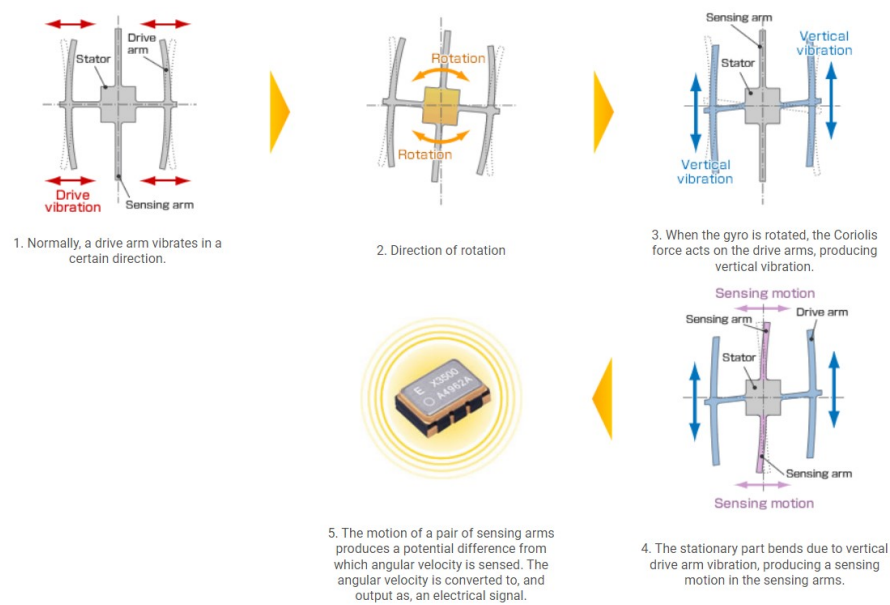 Drive
arm
Stator
Drive
vibration
Sensing arm
1. Normally, a drive arm vibrates in a
certain direction.
Rotation
Rotation
2. Direction of rotation
Sensing arm
Vertical
vibration
Stator
Vertical
vibration
3. When the gyro is rotated, the Coriolis
force acts on the drive arms, producing
vertical vibration.
Sensing motion
Sensing arm
Drive arm
Stator
Sensing arm
Sensing motion
4. The stationary part bends due to vertical
drive arm vibration, producing a sensing
motion in the sensing arms.
E X3500
A4962A
5. The motion of a pair of sensing arms
produces a potential difference from
which angular velocity is sensed. The
angular velocity is converted to, and
output as, an electrical signal.